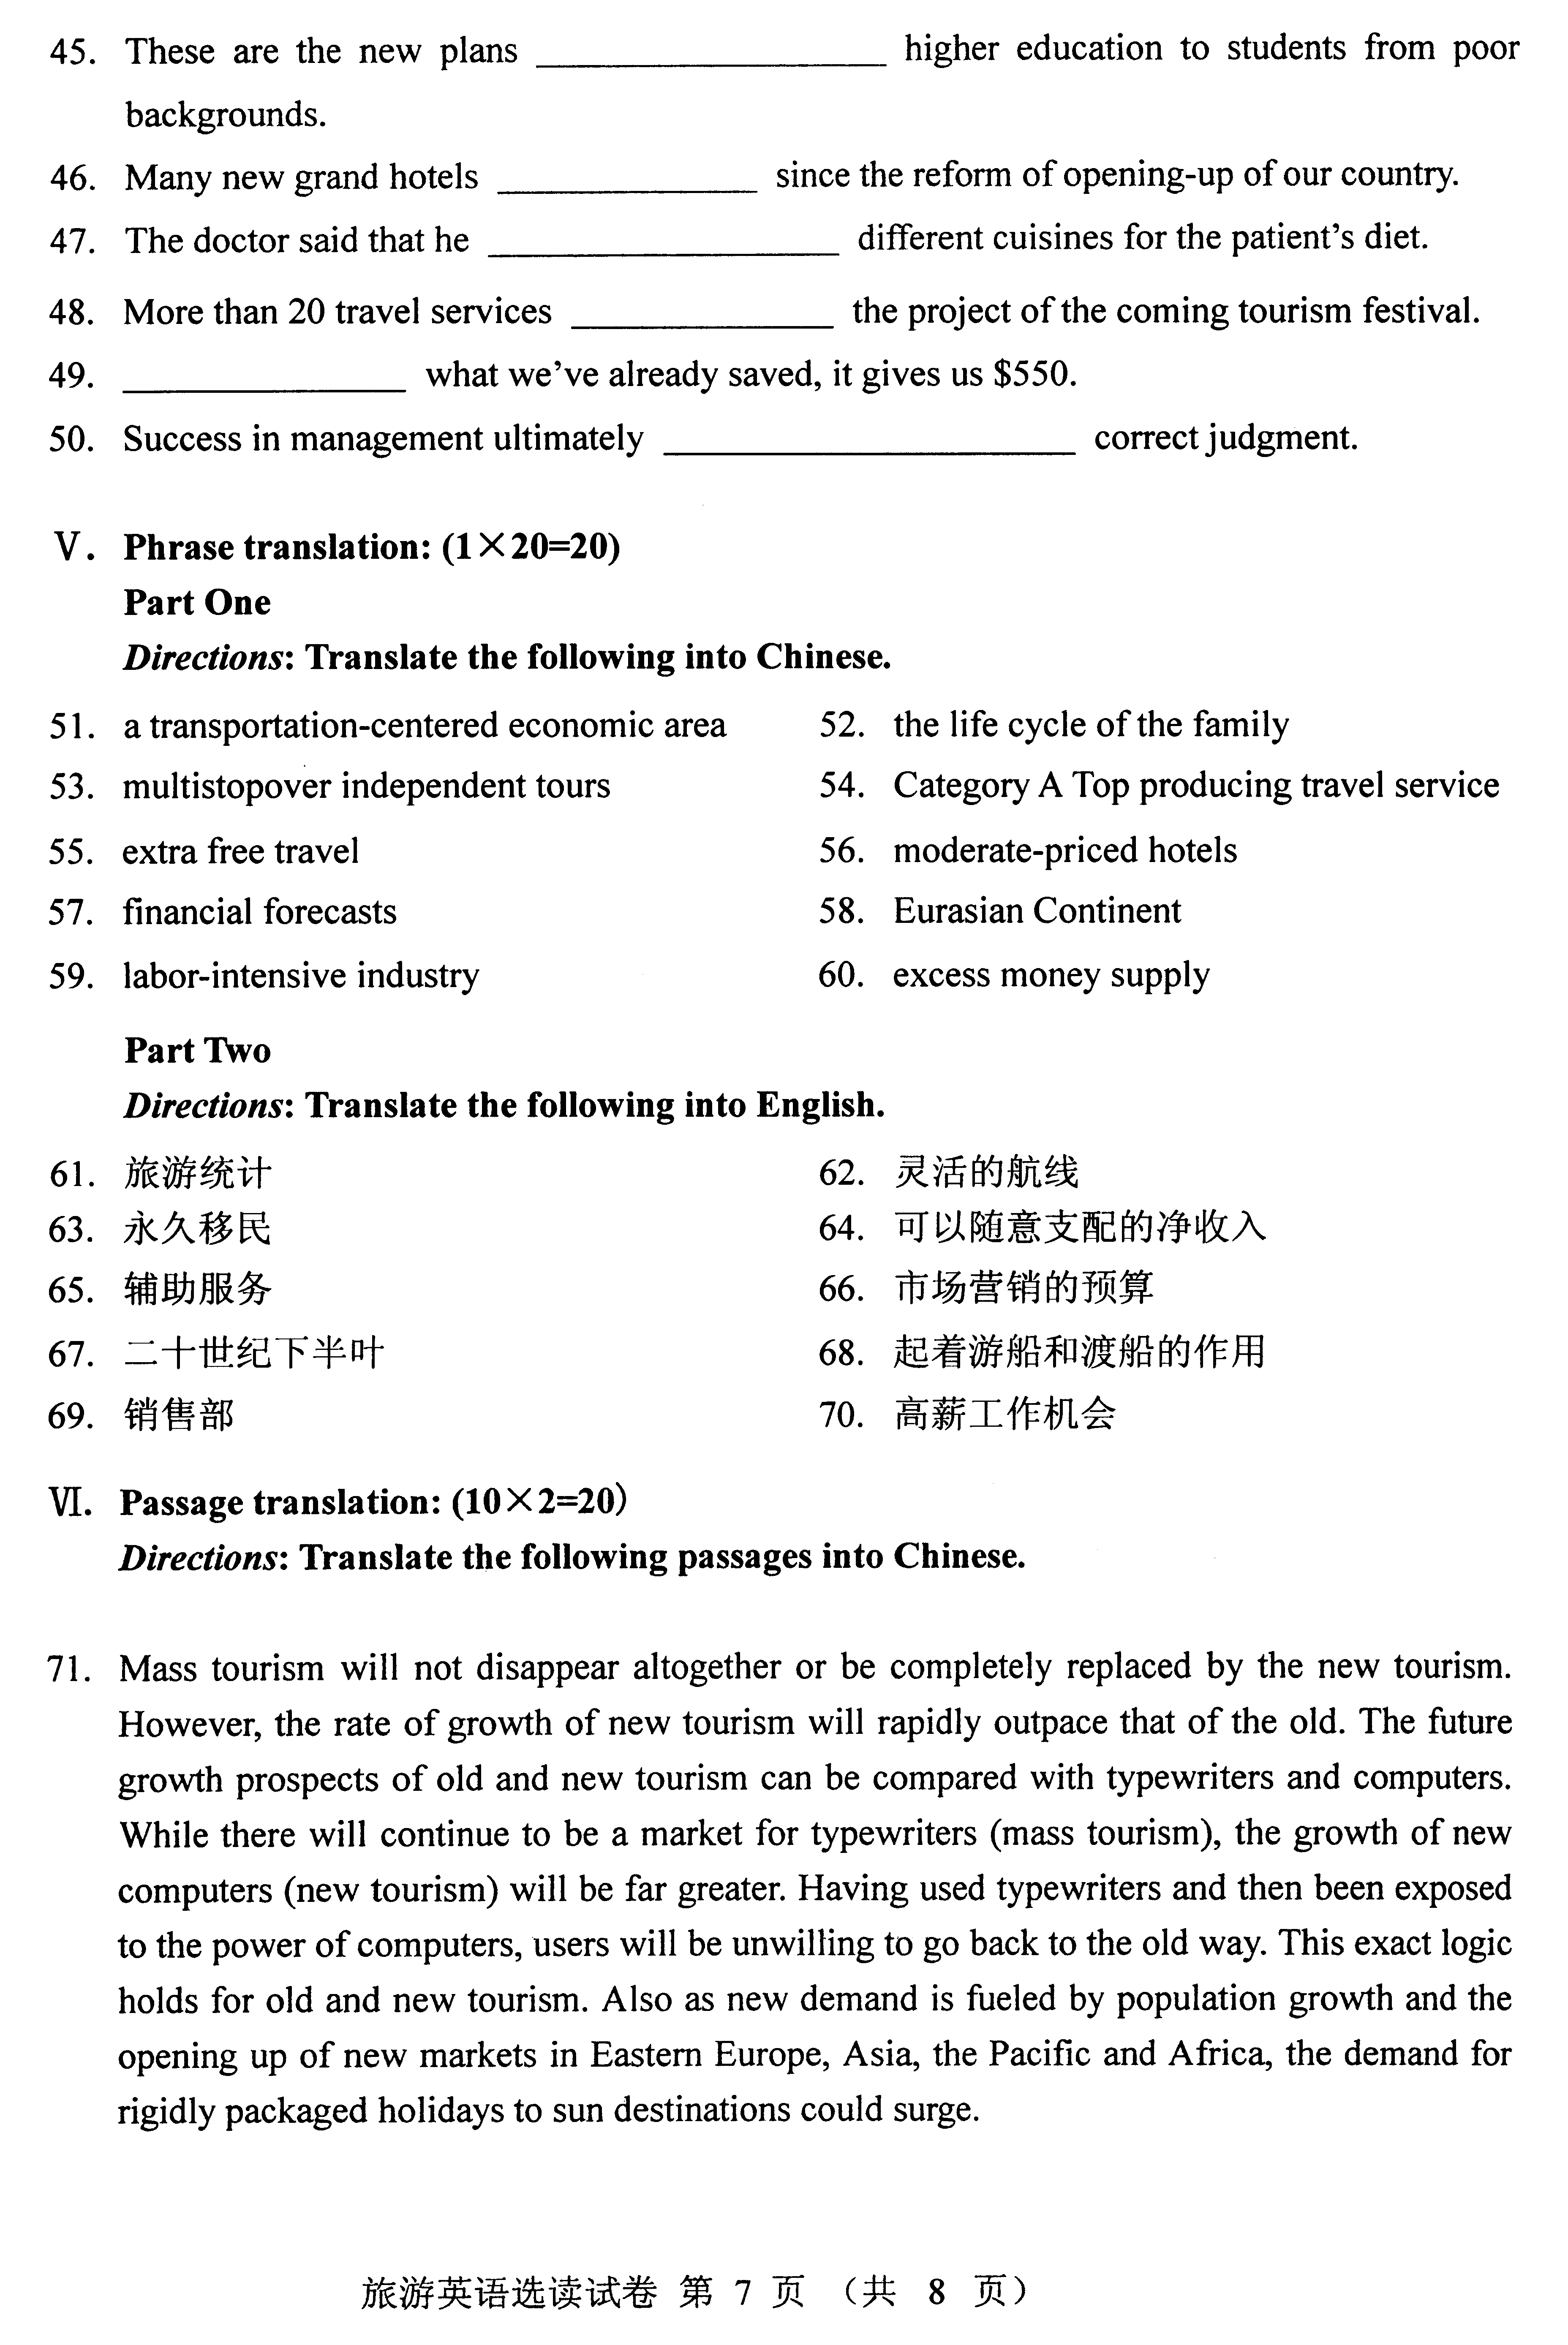 45. These are the new plans ____________________ higher education to students from poor
backgrounds.
46. Many new grand hotels _______________ since the reform of opening-up of our country.
47. The doctor said that he ____________________ different cuisines for the patient's diet.
48. More than 20 travel services _______________ the project of the coming tourism festival.
49. ________________ what we've already saved, it gives us $550.
50. Success in management ultimately ________________________ correct judgment.
Ⅴ. Phrase translation: (1×20=20)
Part One
Directions: Translate the following into Chinese.
51. a transportation-centered economic area 52. the life cycle of the family
53. multistopover independent tours 54. Category A Top producing travel service
55. extra free travel 56. moderate-priced hotels
57. financial forecasts 58. Eurasian Continent
59. labor-intensive industry 60. excess money supply
Part Two
Directions: Translate the following into English.
61. 旅游统计 62. 灵活的航线
63. 永久移民 64. 可以随意支配的净收入
65. 辅助服务 66. 市场营销的预算
67. 二十世纪下半叶 68. 起着游船和渡船的作用
69. 销售部 70. 高薪工作机会
Ⅵ. Passage translation: (10×2=20)
Directions: Translate the following passages into Chinese.
71. Mass tourism will not disappear altogether or be completely replaced by the new tourism.
However, the rate of growth of new tourism will rapidly outpace that of the old. The future
growth prospects of old and new tourism can be compared with typewriters and computers.
While there will continue to be a market for typewriters (mass tourism), the growth of new
computers (new tourism) will be far greater. Having used typewriters and then been exposed
to the power of computers, users will be unwilling to go back to the old way. This exact logic
holds for old and new tourism. Also as new demand is fueled by population growth and the
opening up of new markets in Eastern Europe, Asia, the Pacific and Africa, the demand for
rigidly packaged holidays to sun destinations could surge.
旅游英语选读试卷 第 7 页 （共 8 页）